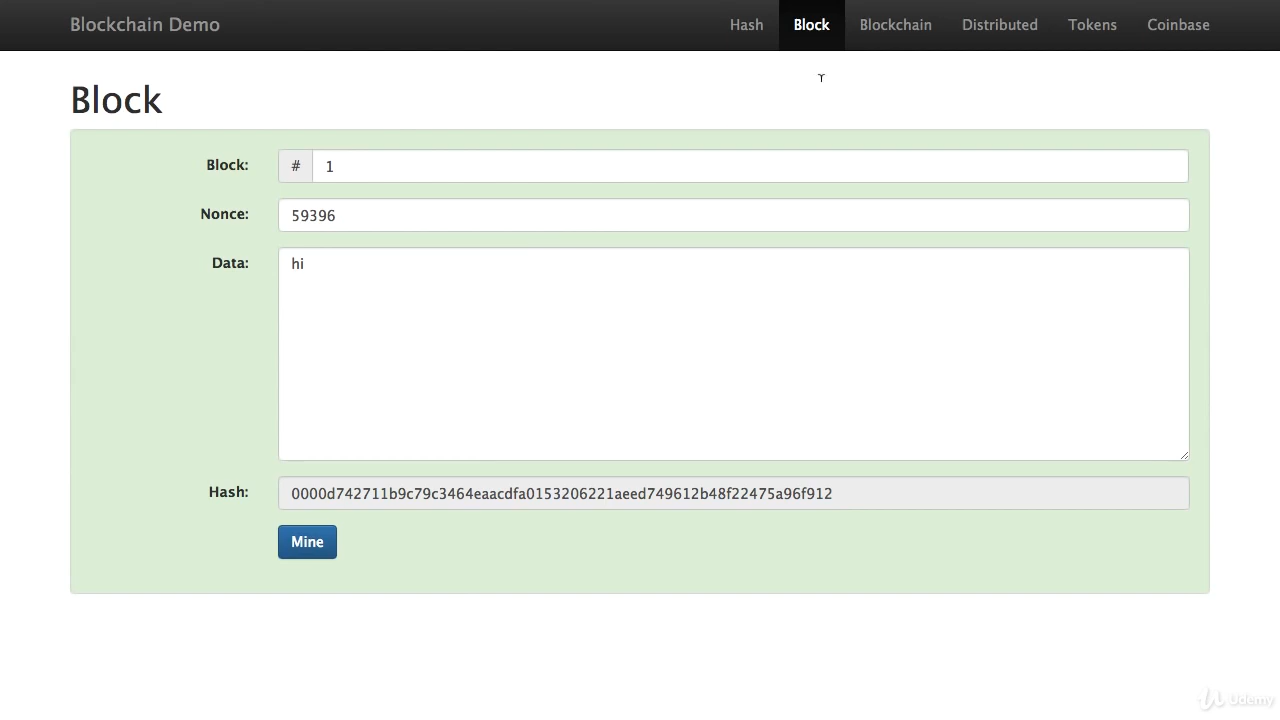 Blockchain Demo Hash Block Blockchain Distributed Tokens Coinbase
Block
Block: # 1
Nonce: 59396
Data: hi
Hash: 0000d742711b9c79c3464eaacdfa0153206221aeed749612b48f22475a96f912
Mine
Udemy